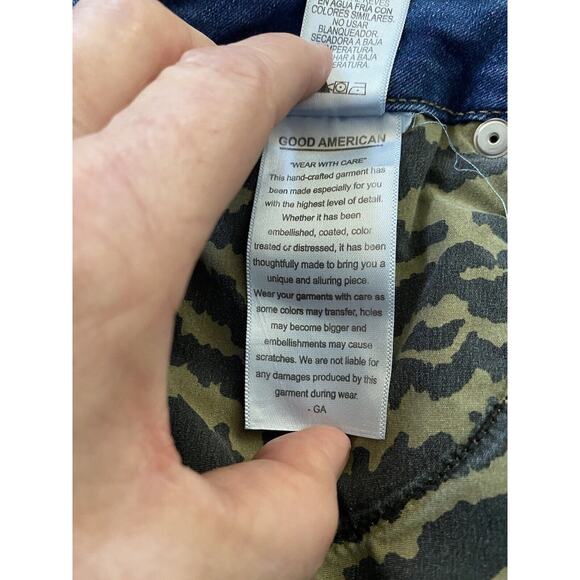 EN AGUA FRIA CON
COLORES SIMILARES.
NO USAR
BLANQUEADOR.
SECADORA A BAJA
GOOD AMERICAN
"WEAR WITH CARE"
This hand-crafted garment has
been made especially for you
with the highest level of detail.
Whether it has been
embellished, coated, color
treated or distressed, it has been
thoughtfully made to bring you a
unique and alluring piece.
Wear your garments with care as
some colors may transfer, holes
may become bigger and
embellishments may cause
scratches. We are not liable for
any damages produced by this
garment during wear.
- GA